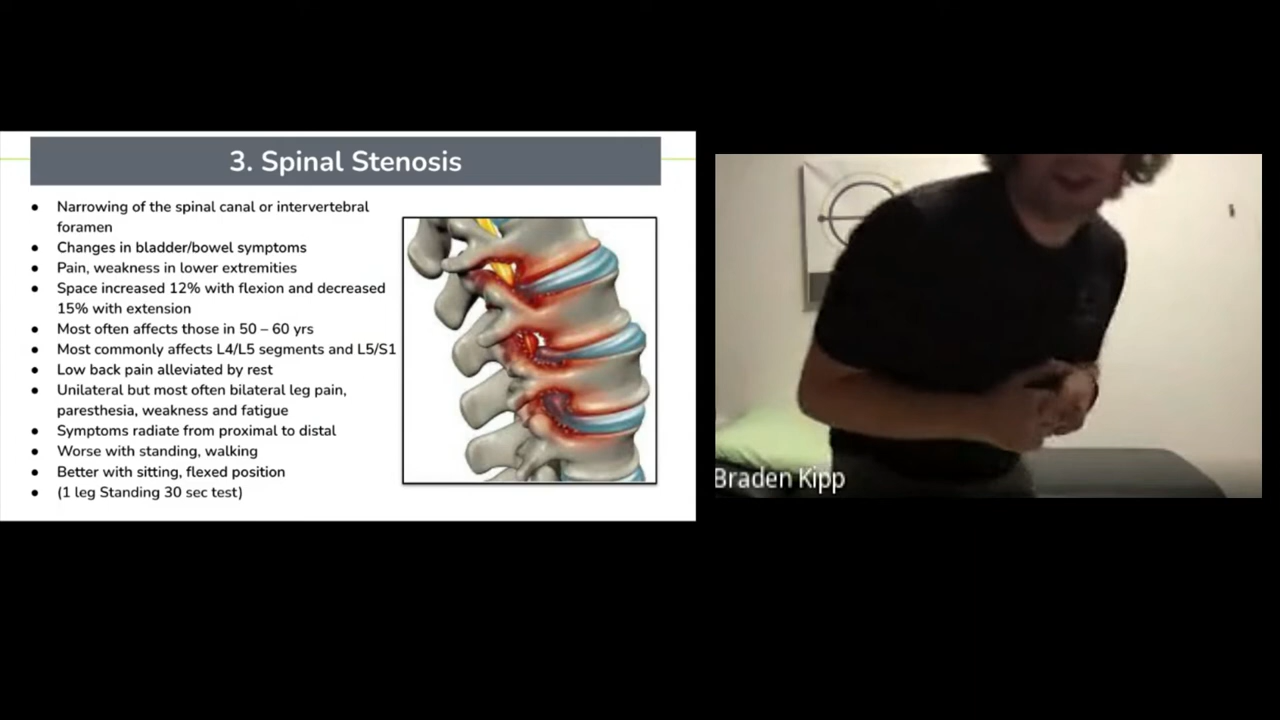 3. Spinal Stenosis
● Narrowing of the spinal canal or intervertebral
foramen
● Changes in bladder/bowel symptoms
● Pain, weakness in lower extremities
● Space increased 12% with flexion and decreased
15% with extension
● Most often affects those in 50 – 60 yrs
● Most commonly affects L4/L5 segments and L5/S1
● Low back pain alleviated by rest
● Unilateral but most often bilateral leg pain,
paresthesia, weakness and fatigue
● Symptoms radiate from proximal to distal
● Worse with standing, walking
● Better with sitting, flexed position
● (1 leg Standing 30 sec test)
Braden Kipp